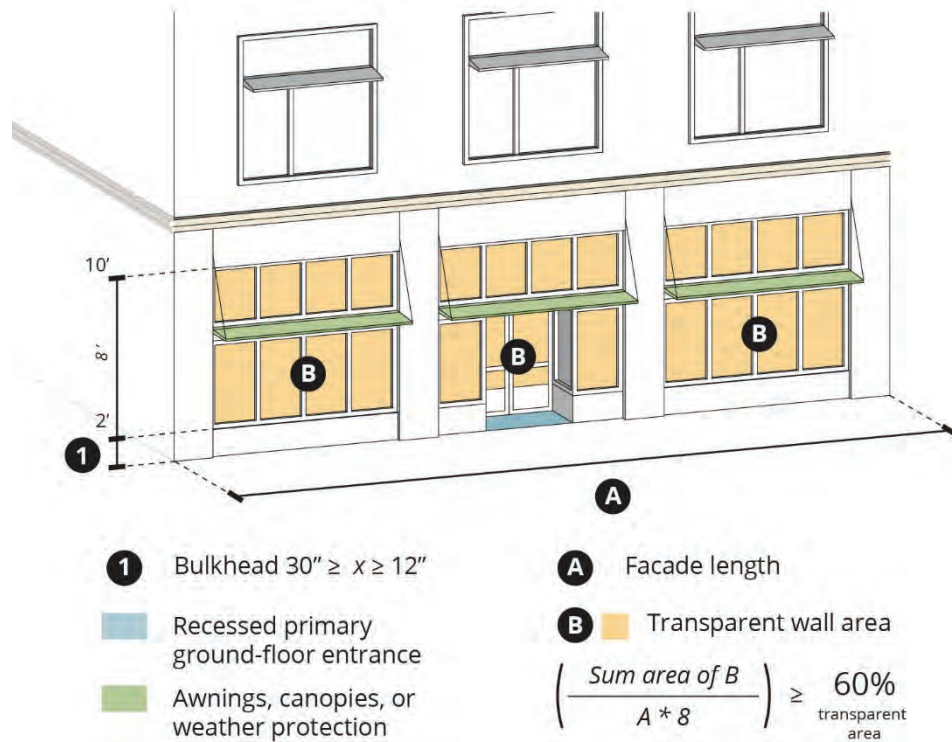 10’
8’
2’
B
B
B
1
A
1 Bulkhead 30” ≥ x ≥ 12”
Recessed primary
ground-floor entrance
Awnings, canopies, or
weather protection
A Facade length
B Transparent wall area
( Sum area of B / A * 8 ) ≥ 60%
transparent
area